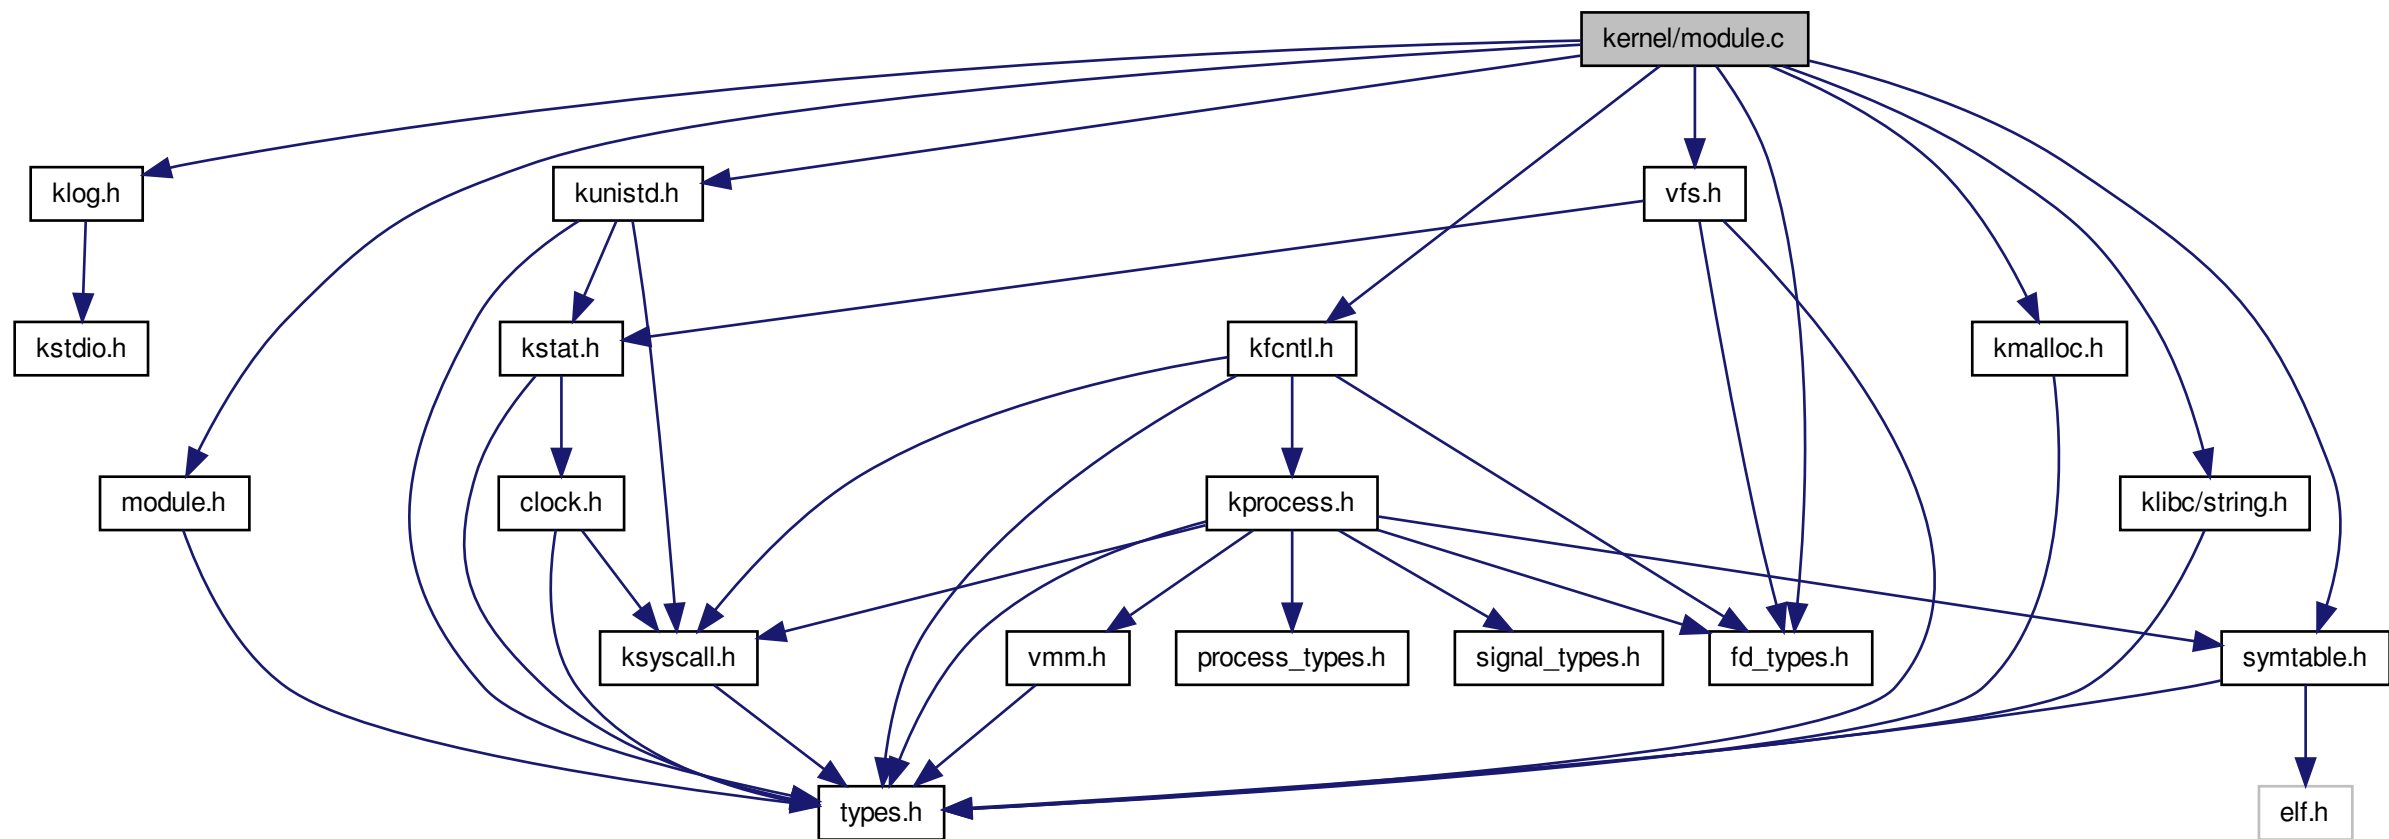 kernel/module.c
klog.h
kunistd.h
vfs.h
kstdio.h
kstat.h
kfcntl.h
kmalloc.h
module.h
clock.h
kprocess.h
klibc/string.h
ksyscall.h
vmm.h
process_types.h
signal_types.h
fd_types.h
symtable.h
types.h
elf.h